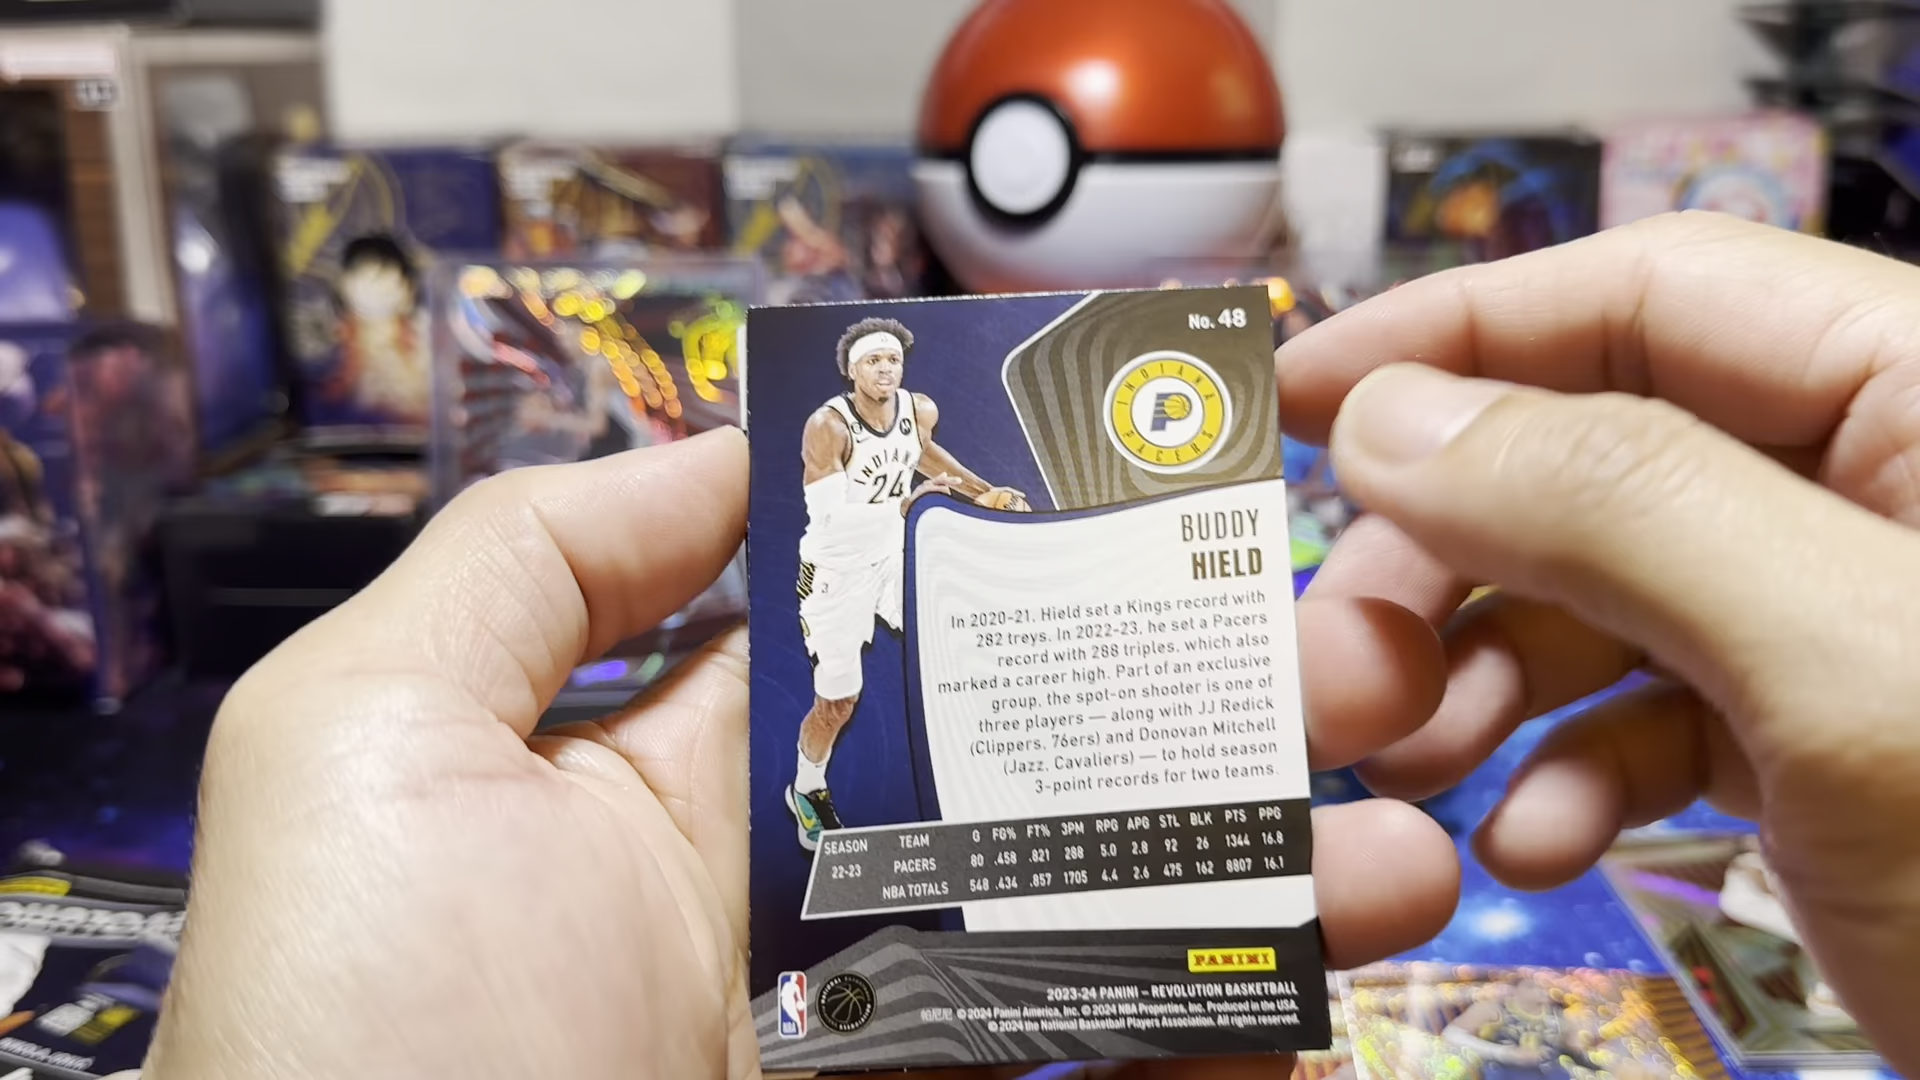 No. 48
INDIANA
PACERS
INDIANA
24
BUDDY
HIELD
In 2020-21, Hield set a Kings record with
282 treys. In 2022-23, he set a Pacers
record with 288 triples, which also
marked a career high. Part of an exclusive
group, the spot-on shooter is one of
three players — along with JJ Redick
(Clippers, 76ers) and Donovan Mitchell
(Jazz, Cavaliers) — to hold season
3-point records for two teams.
SEASON TEAM G FG% FT% 3PM RPG APG STL BLK PTS PPG
22-23 PACERS 80 .458 .821 288 5.0 2.8 92 26 1344 16.8
NBA TOTALS 548 .434 .857 1705 4.4 2.6 475 162 8807 16.1
PANINI
2023-24 PANINI – REVOLUTION BASKETBALL
© 2024 Panini America, Inc. © 2024 NBA Properties, Inc. Produced in the USA.
© 2024 the National Basketball Players Association. All rights reserved.
NBA